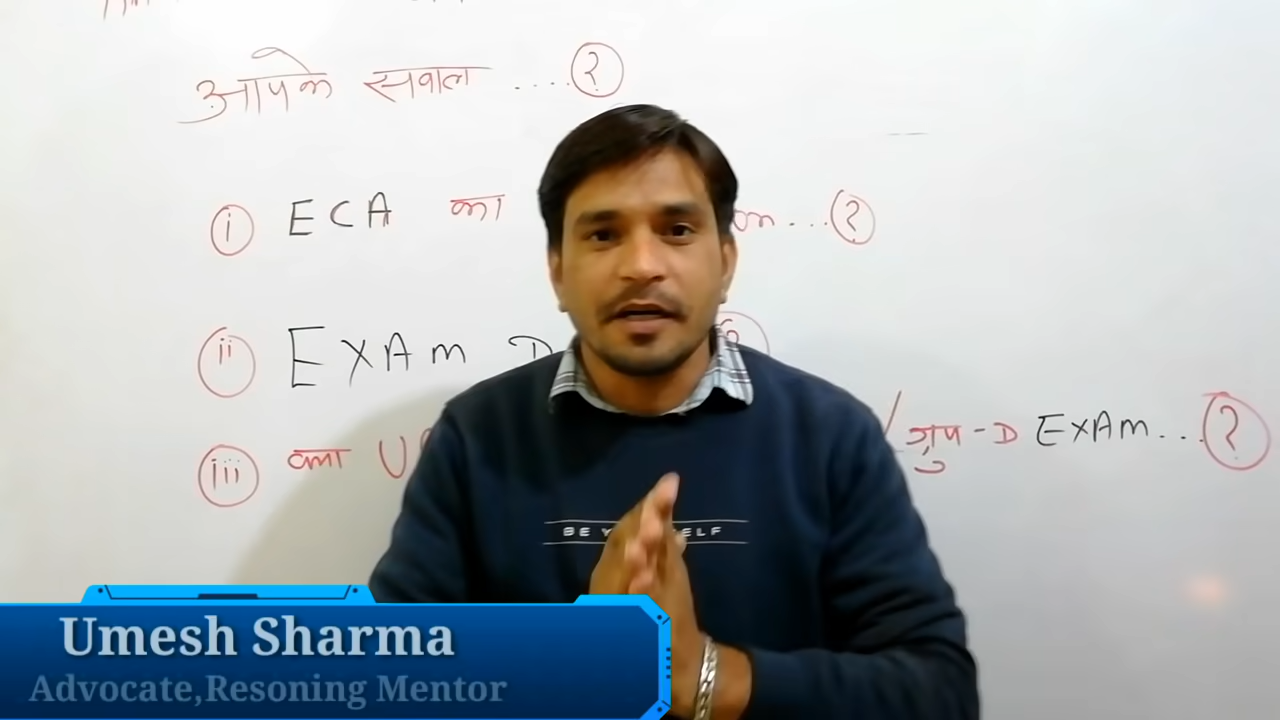 आपके सवाल ....?
i ECA का ...?
ii EXAM
iii क्या / ग्रुप-D EXAM...?
BE ELF
Umesh Sharma
Advocate,Resoning Mentor